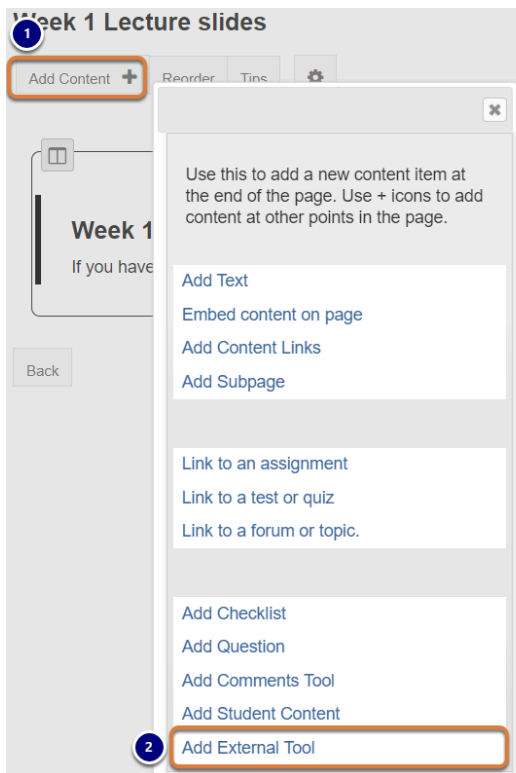 Week 1 Lecture slides
1
Add Content
Reorder
Tips
Use this to add a new content item at
the end of the page. Use + icons to add
content at other points in the page.
Week 1
If you have
Back
Add Text
Embed content on page
Add Content Links
Add Subpage
Link to an assignment
Link to a test or quiz
Link to a forum or topic.
Add Checklist
Add Question
Add Comments Tool
Add Student Content
2
Add External Tool